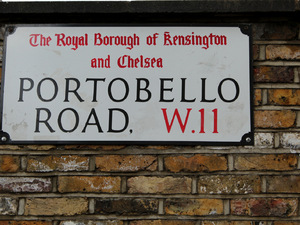 The Royal Borough of Kensington
and Chelsea
PORTOBELLO
ROAD, W.11